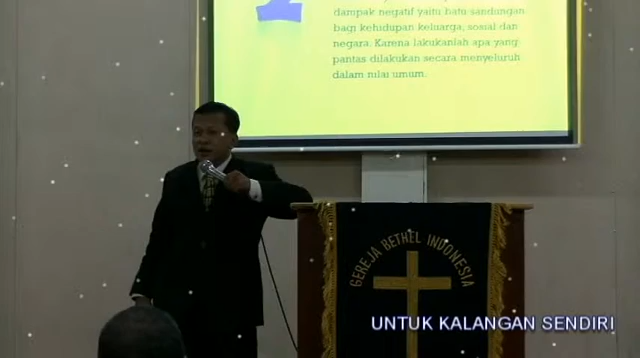 dampak negatif yaitu batu sandungan
bagi kehidupan keluarga, sosial dan
negara. Karena lakukanlah apa yang
pantas dilakukan secara menyeluruh
dalam nilai umum.
GEREJA BETHEL INDONESIA
UNTUK KALANGAN SENDIRI